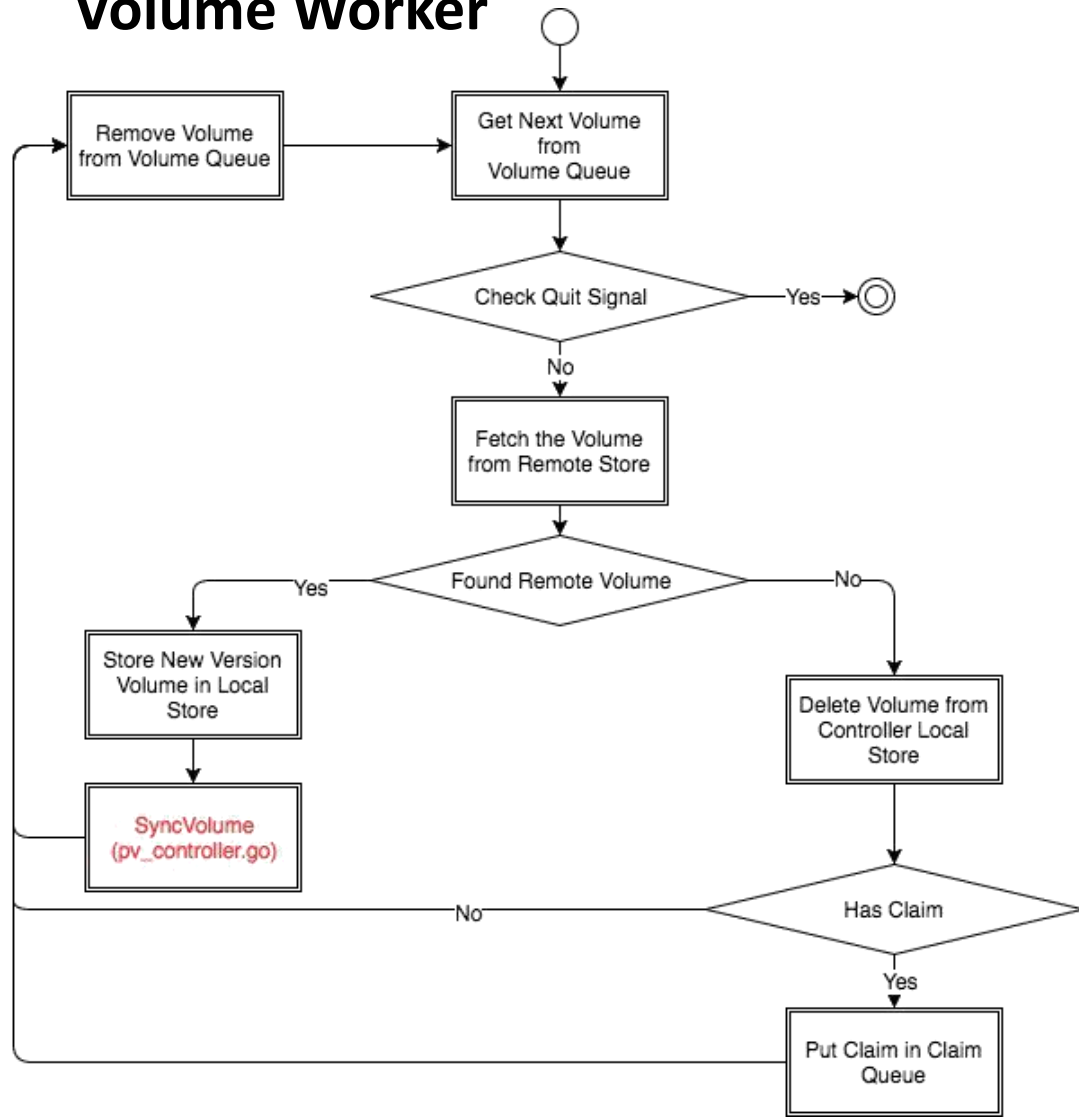 Volume Worker
Remove Volume
from Volume Queue
Get Next Volume
from
Volume Queue
Check Quit Signal
Yes
No
Fetch the Volume
from Remote Store
Found Remote Volume
Yes
No
Store New Version
Volume in Local
Store
Delete Volume from
Controller Local
Store
SyncVolume
(pv_controller.go)
Has Claim
No
Yes
Put Claim in Claim
Queue